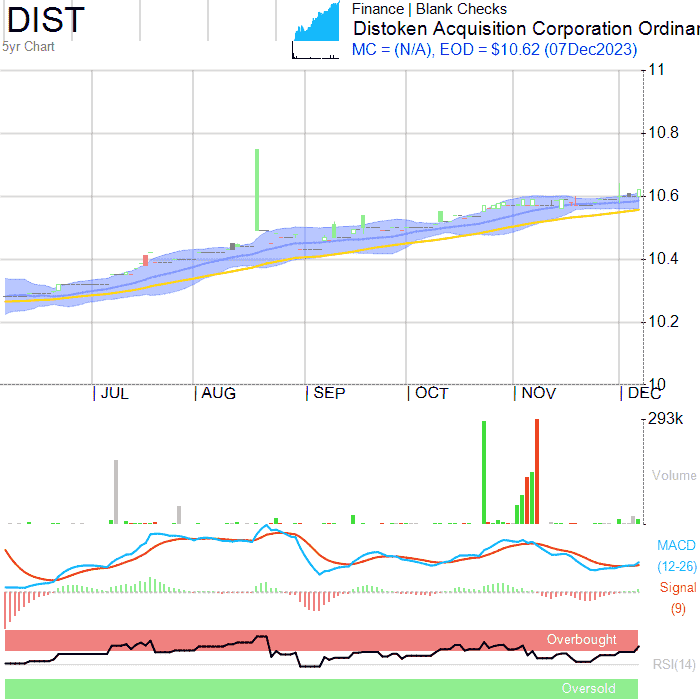 DIST
Finance | Blank Checks
Distoken Acquisition Corporation Ordinar
5yr Chart
MC = (N/A), EOD = $10.62 (07Dec2023)
11
10.8
10.6
10.4
10.2
10
JUL AUG SEP OCT NOV DEC
293k
Volume
MACD
(12-26)
Signal
(9)
Overbought
RSI(14)
Oversold